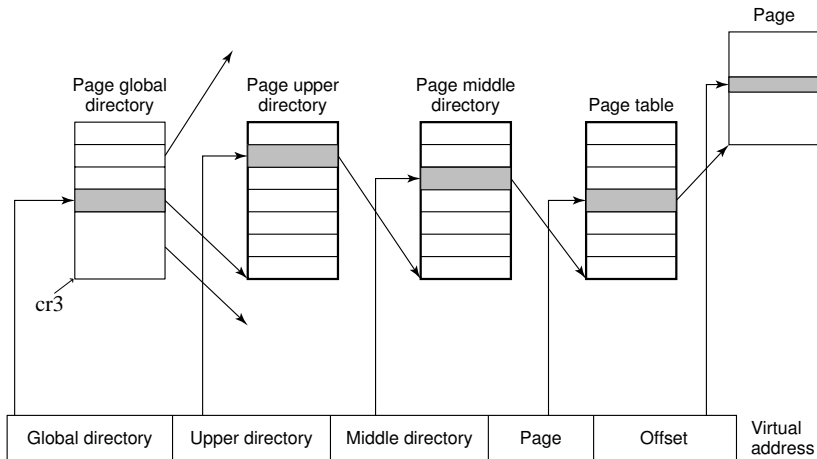 Page
Page global
directory
Page upper
directory
Page middle
directory
Page table
cr3
Global directory
Upper directory
Middle directory
Page
Offset
Virtual
address